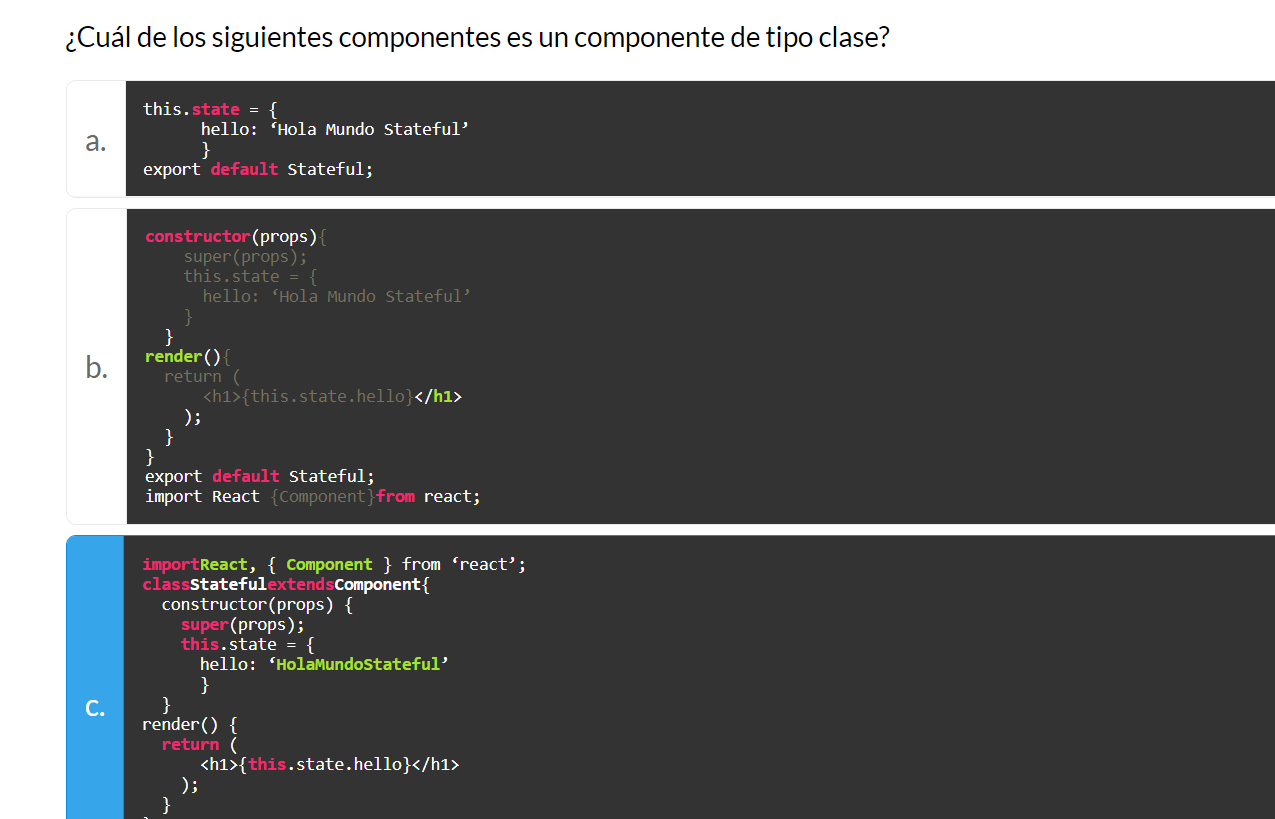 ¿Cuál de los siguientes componentes es un componente de tipo clase?
a.
this.state = {
hello: ‘Hola Mundo Stateful’
}
export default Stateful;
b.
constructor(props){
super(props);
this.state = {
hello: ‘Hola Mundo Stateful’
}
}
render(){
return (
<h1>{this.state.hello}</h1>
);
}
}
export default Stateful;
import React {Component}from react;
c.
importReact, { Component } from ‘react’;
classStatefulextendsComponent{
constructor(props) {
super(props);
this.state = {
hello: ‘HolaMundoStateful’
}
}
render() {
return (
<h1>{this.state.hello}</h1>
);
}